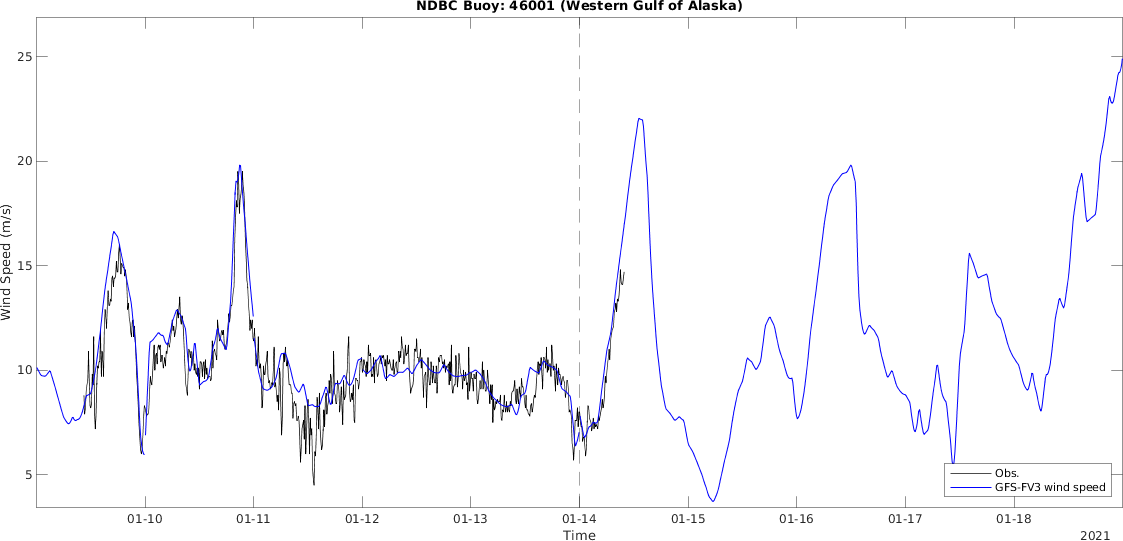 NDBC Buoy: 46001 (Western Gulf of Alaska)
25
20
15
10
5
Wind Speed (m/s)
Obs.
GFS-FV3 wind speed
01-10 01-11 01-12 01-13 01-14 01-15 01-16 01-17 01-18
Time
2021